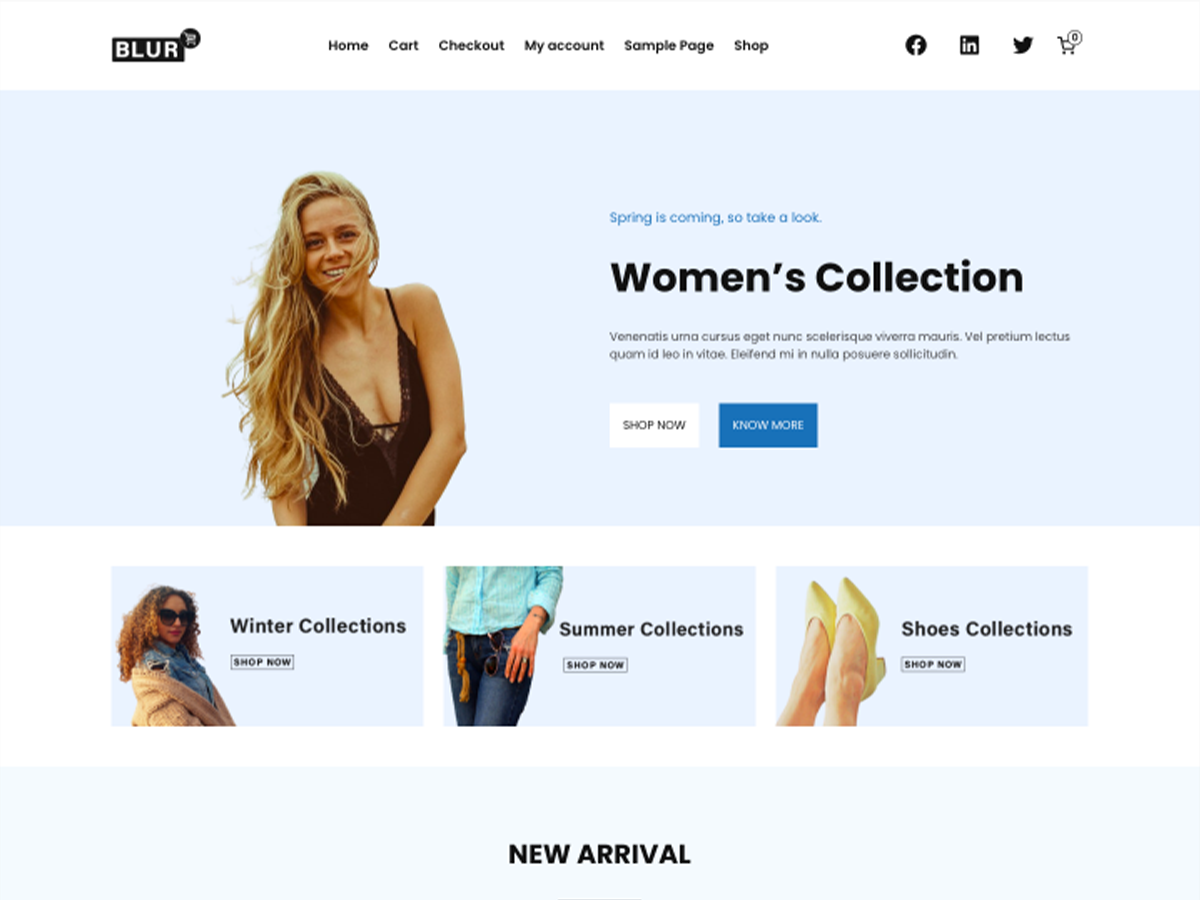 BLUR
Home Cart Checkout My account Sample Page Shop
0
Spring is coming, so take a look.
Women’s Collection
Venenatis urna cursus eget nunc scelerisque viverra mauris. Vel pretium lectus
quam id leo in vitae. Eleifend mi in nulla posuere sollicitudin.
SHOP NOW
KNOW MORE
Winter Collections
SHOP NOW
Summer Collections
SHOP NOW
Shoes Collections
SHOP NOW
NEW ARRIVAL